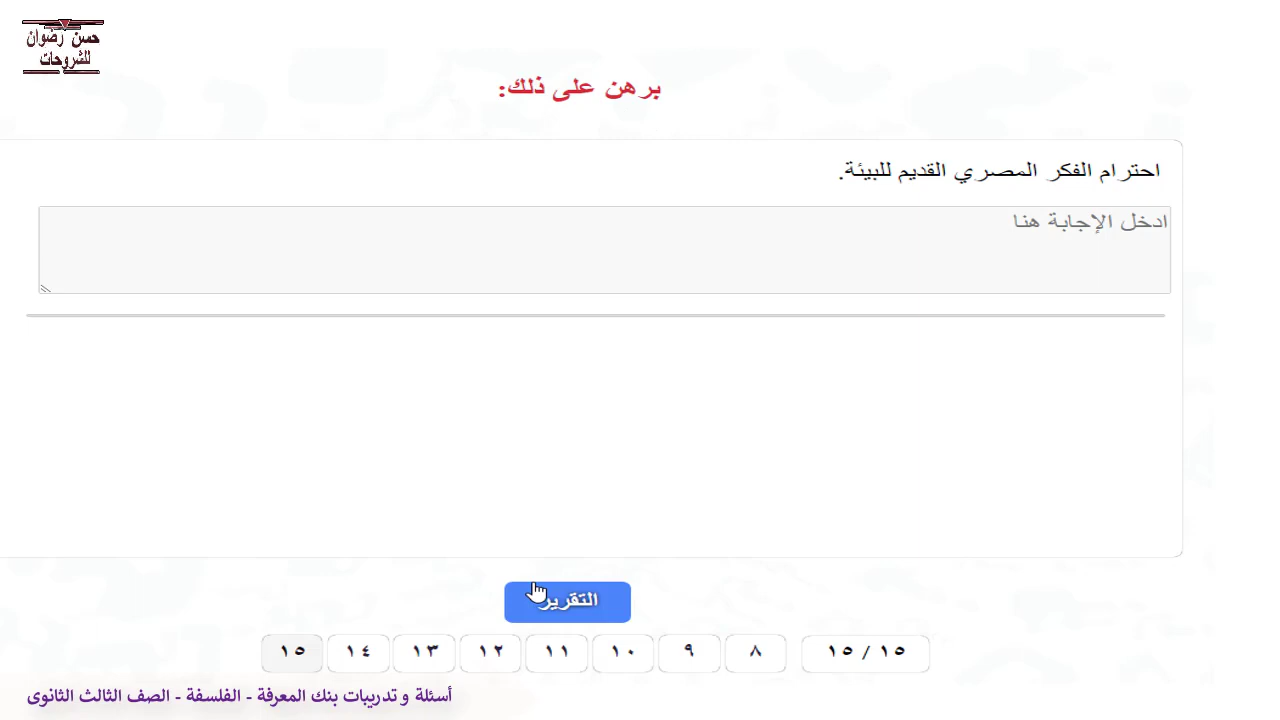 حسن رضوان
للشروحات
برهن على ذلك:
احترام الفكر المصري القديم للبيئة.
ادخل الإجابة هنا
التقرير
١٥ / ١٥ ٨ ٩ ١٠ ١١ ١٢ ١٣ ١٤ ١٥
أسئلة وتدريبات بنك المعرفة - الفلسفة - الصف الثالث الثانوى